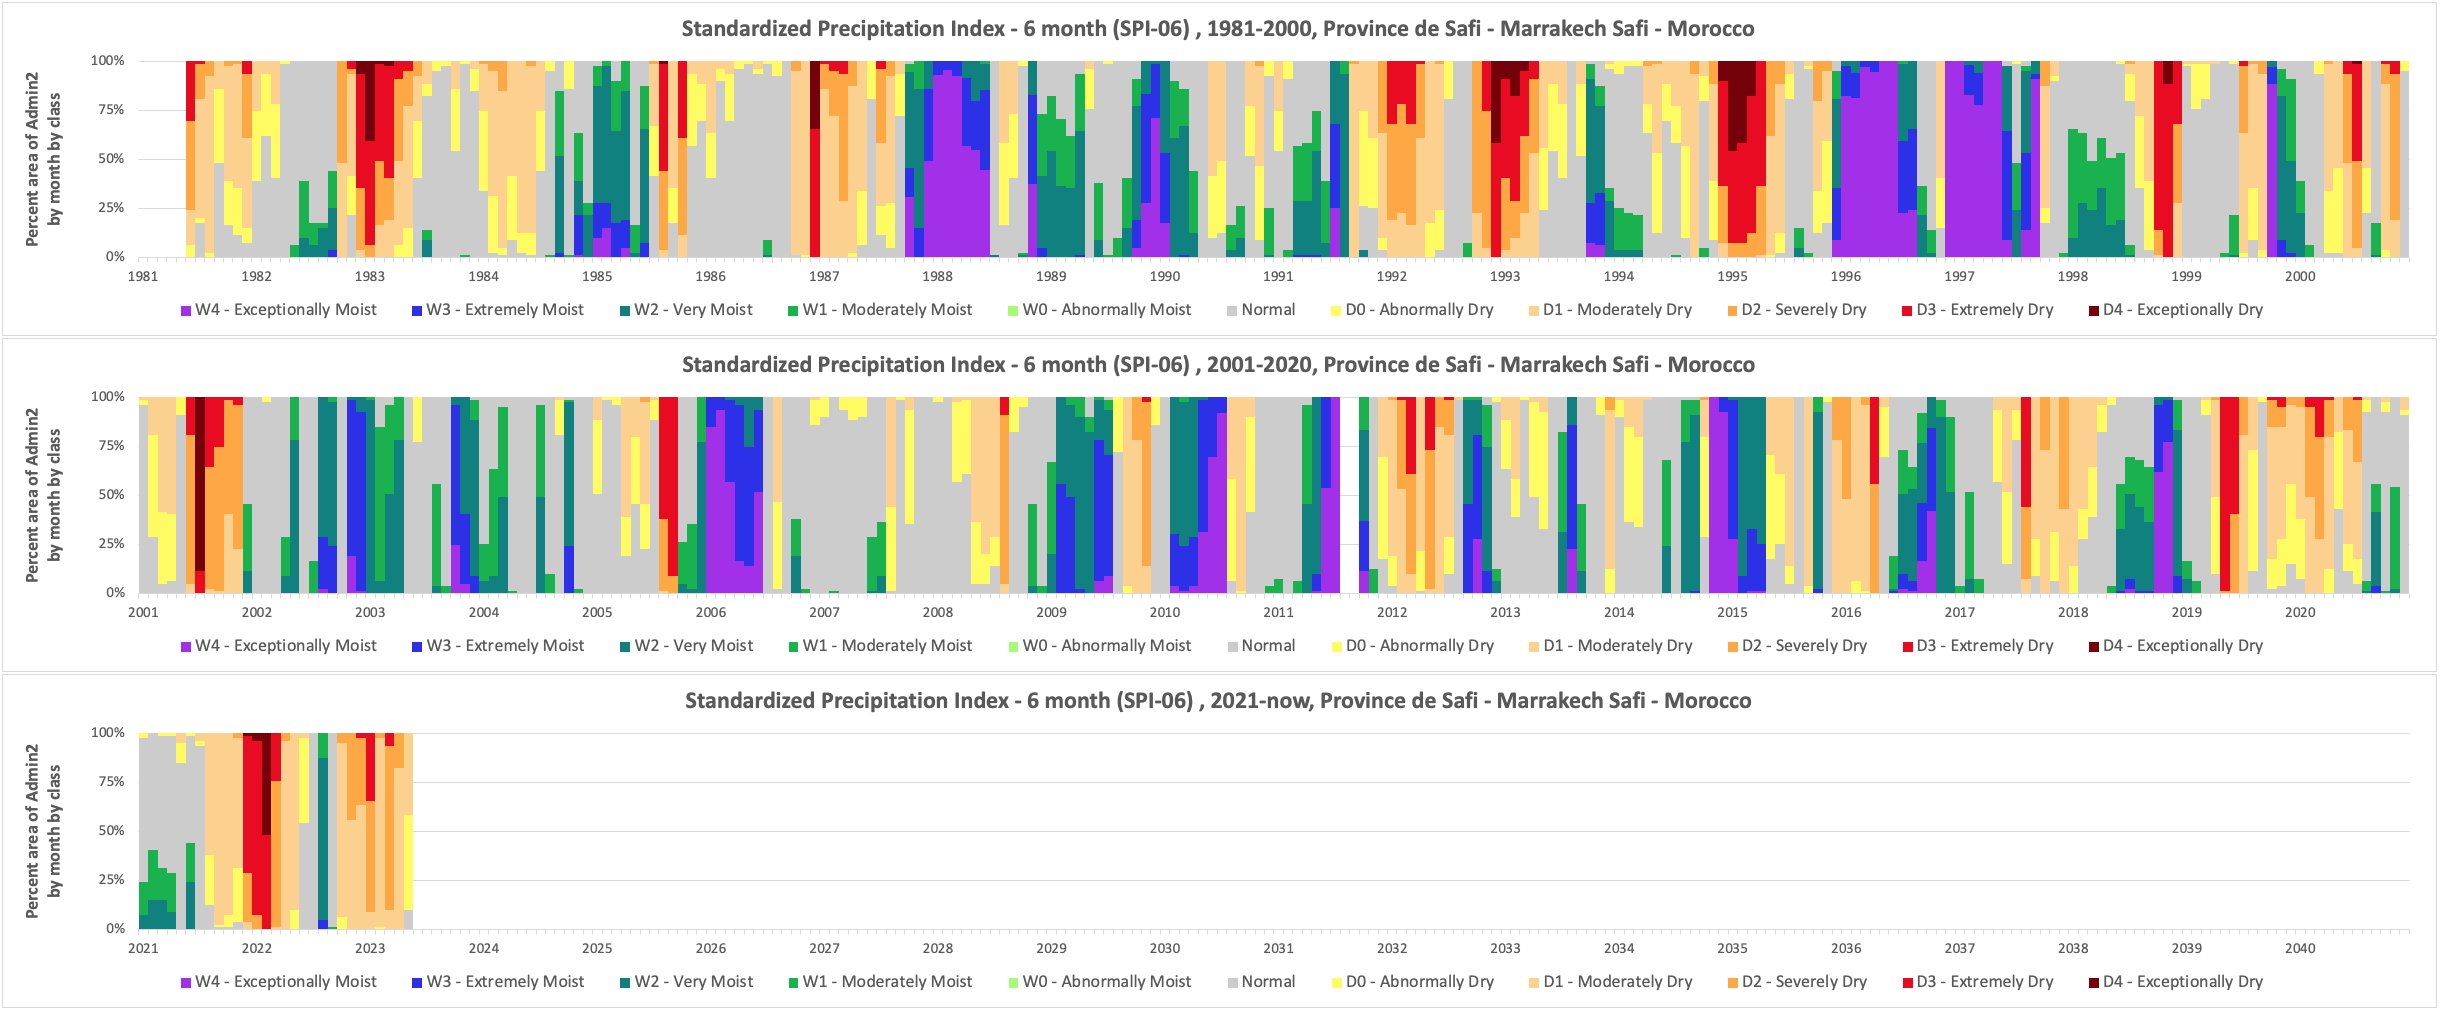 Standardized Precipitation Index - 6 month (SPI-06) , 1981-2000, Province de Safi - Marrakech Safi - Morocco
Percent area of Admin2
by month by class
100%
75%
50%
25%
0%
1981 1982 1983 1984 1985 1986 1987 1988 1989 1990 1991 1992 1993 1994 1995 1996 1997 1998 1999 2000
W4 - Exceptionally Moist W3 - Extremely Moist W2 - Very Moist W1 - Moderately Moist W0 - Abnormally Moist Normal D0 - Abnormally Dry D1 - Moderately Dry D2 - Severely Dry D3 - Extremely Dry D4 - Exceptionally Dry
Standardized Precipitation Index - 6 month (SPI-06) , 2001-2020, Province de Safi - Marrakech Safi - Morocco
Percent area of Admin2
by month by class
100%
75%
50%
25%
0%
2001 2002 2003 2004 2005 2006 2007 2008 2009 2010 2011 2012 2013 2014 2015 2016 2017 2018 2019 2020
W4 - Exceptionally Moist W3 - Extremely Moist W2 - Very Moist W1 - Moderately Moist W0 - Abnormally Moist Normal D0 - Abnormally Dry D1 - Moderately Dry D2 - Severely Dry D3 - Extremely Dry D4 - Exceptionally Dry
Standardized Precipitation Index - 6 month (SPI-06) , 2021-now, Province de Safi - Marrakech Safi - Morocco
Percent area of Admin2
by month by class
100%
75%
50%
25%
0%
2021 2022 2023 2024 2025 2026 2027 2028 2029 2030 2031 2032 2033 2034 2035 2036 2037 2038 2039 2040
W4 - Exceptionally Moist W3 - Extremely Moist W2 - Very Moist W1 - Moderately Moist W0 - Abnormally Moist Normal D0 - Abnormally Dry D1 - Moderately Dry D2 - Severely Dry D3 - Extremely Dry D4 - Exceptionally Dry